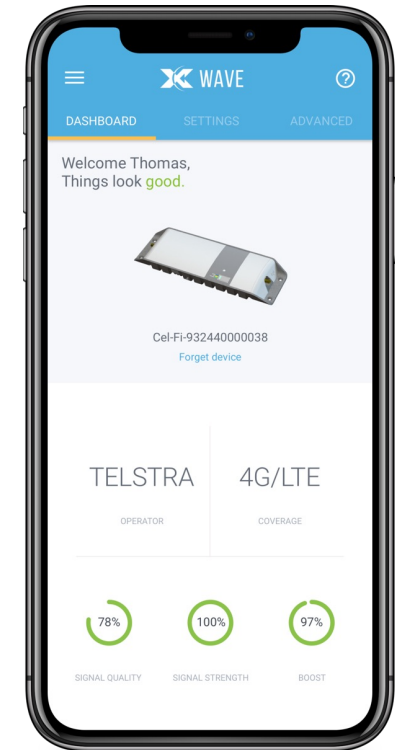 WAVE
DASHBOARD SETTINGS ADVANCED
Welcome Thomas,
Things look good.
Cel-Fi-932440000038
Forget device
TELSTRA 4G/LTE
OPERATOR COVERAGE
78% 100% 97%
SIGNAL QUALITY SIGNAL STRENGTH BOOST